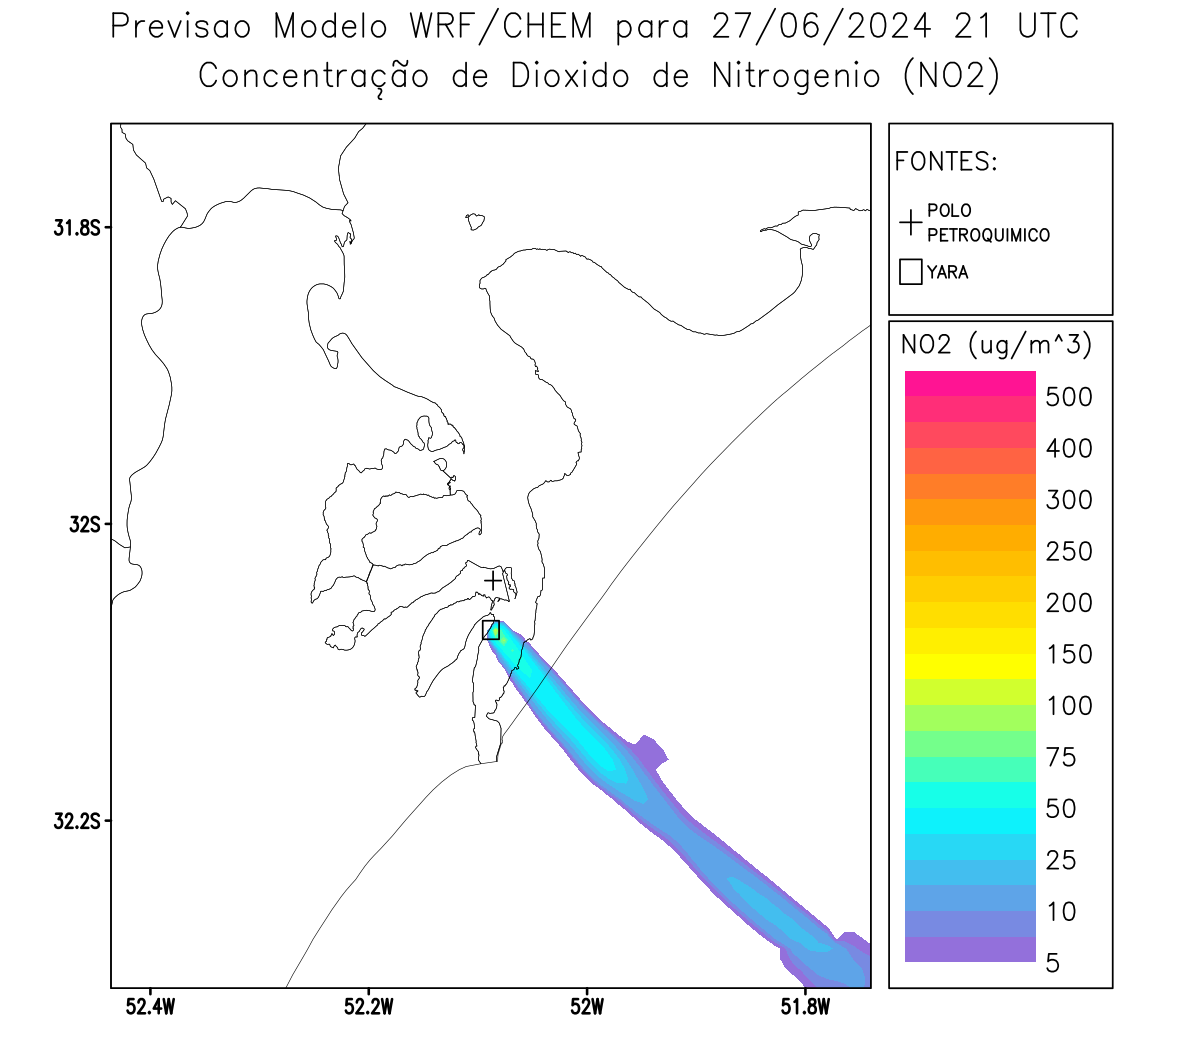 Previsao Modelo WRF/CHEM para 27/06/2024 21 UTC
Concentração de Dioxido de Nitrogenio (NO2)
FONTES:
POLO
PETROQUIMICO
YARA
NO2 (ug/m^3)
500
400
300
250
200
150
100
75
50
25
10
5
31.8S
32S
32.2S
52.4W
52.2W
52W
51.8W